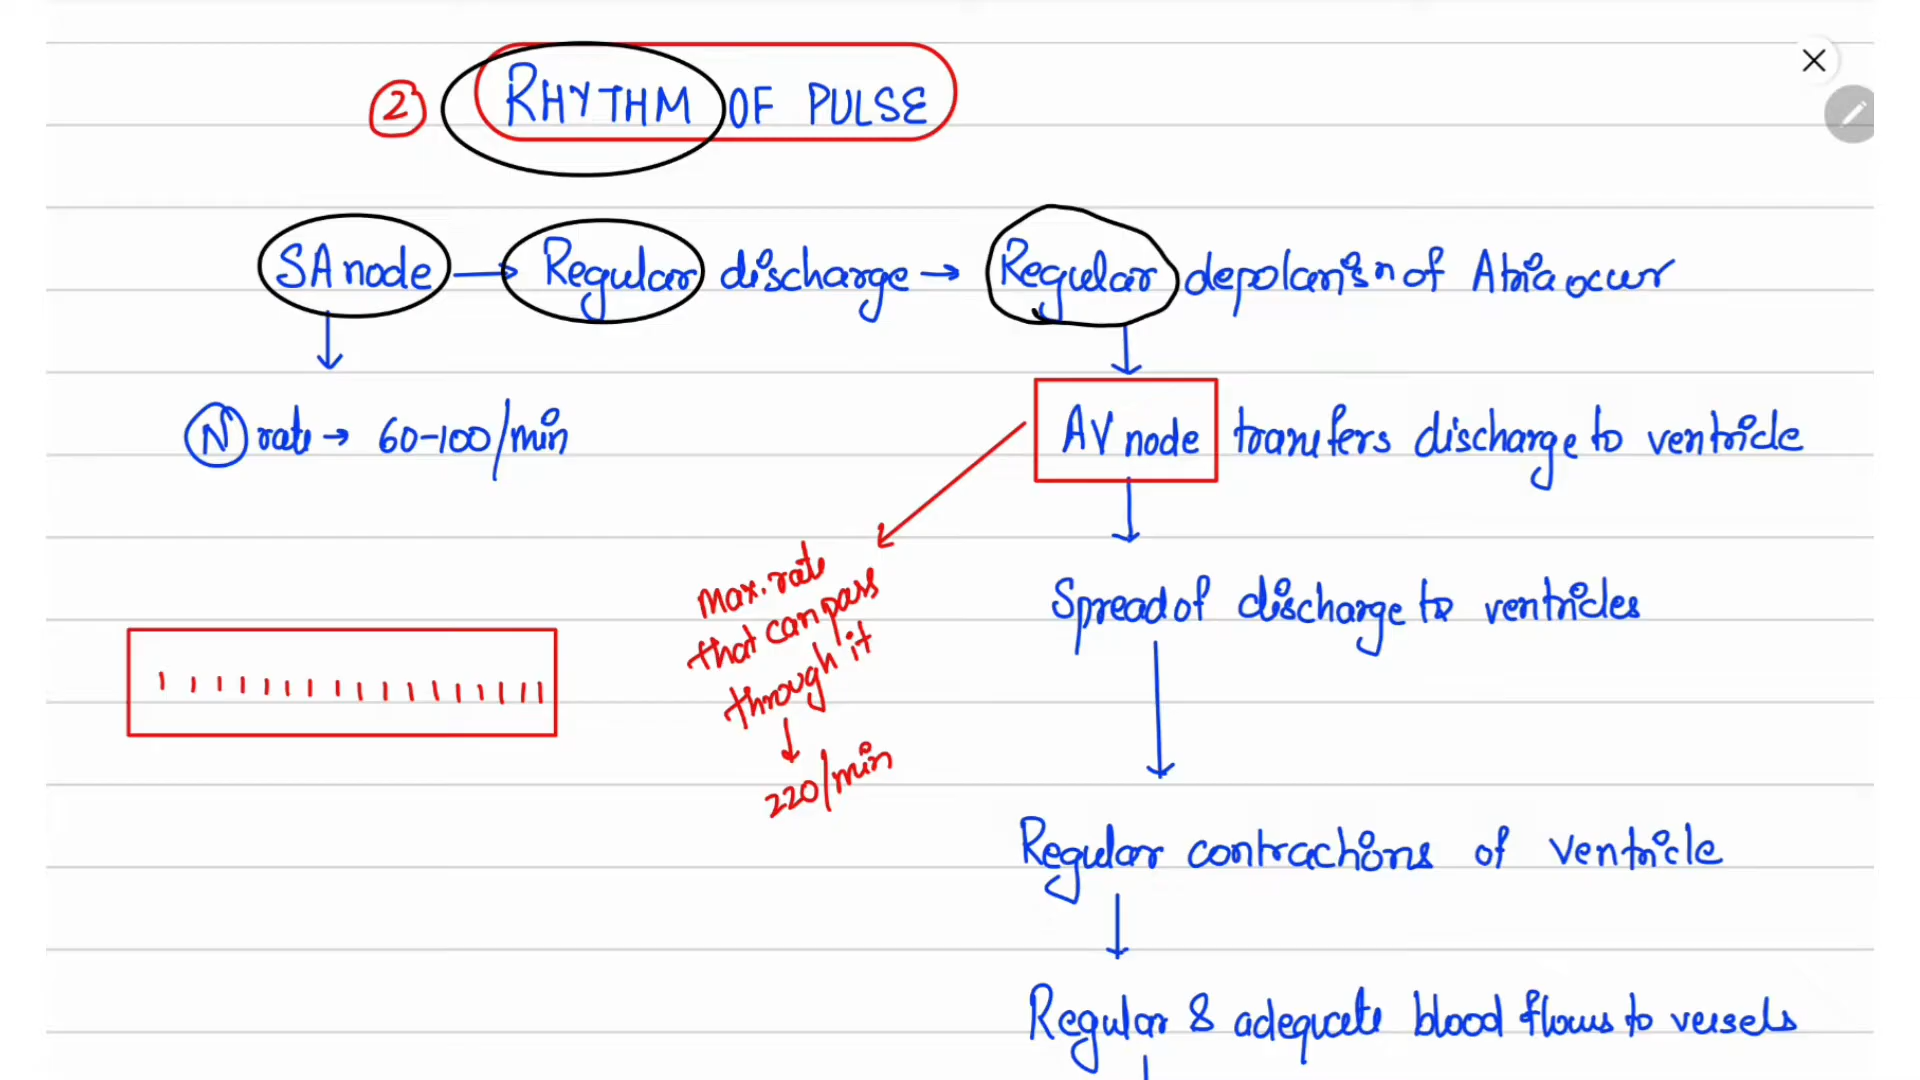 2 RHYTHM OF PULSE
SA node → Regular discharge → Regular depolaris^n of Atria occur
N rate → 60-100/min
AV node transfers discharge to ventricle
Max. rate
that can pass
through it
220/min
Spread of discharge to ventricles
Regular contractions of ventricle
Regular & adequate blood flows to vessels